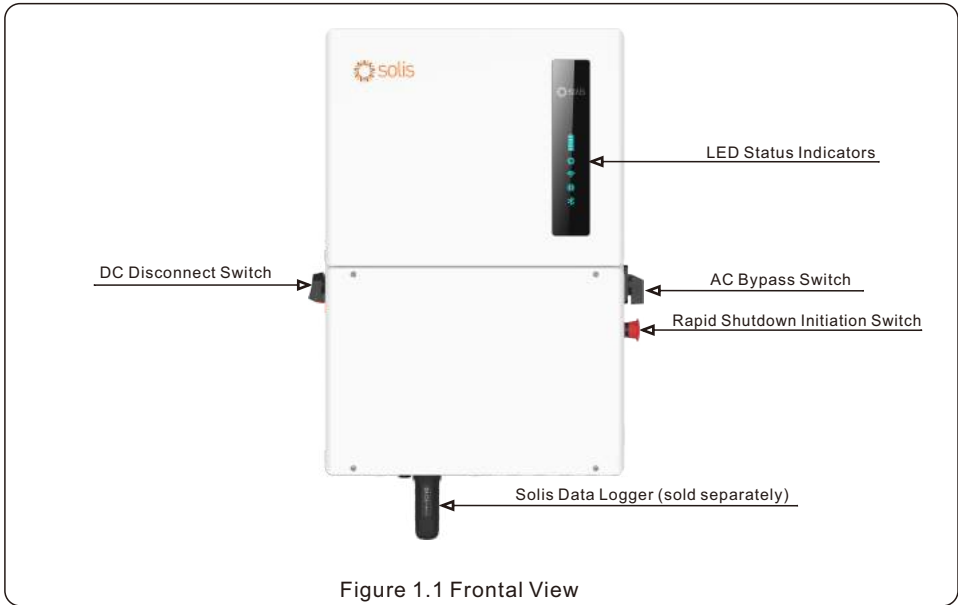 solis
solis
LED Status Indicators
DC Disconnect Switch
AC Bypass Switch
Rapid Shutdown Initiation Switch
Solis Data Logger (sold separately)
Figure 1.1 Frontal View